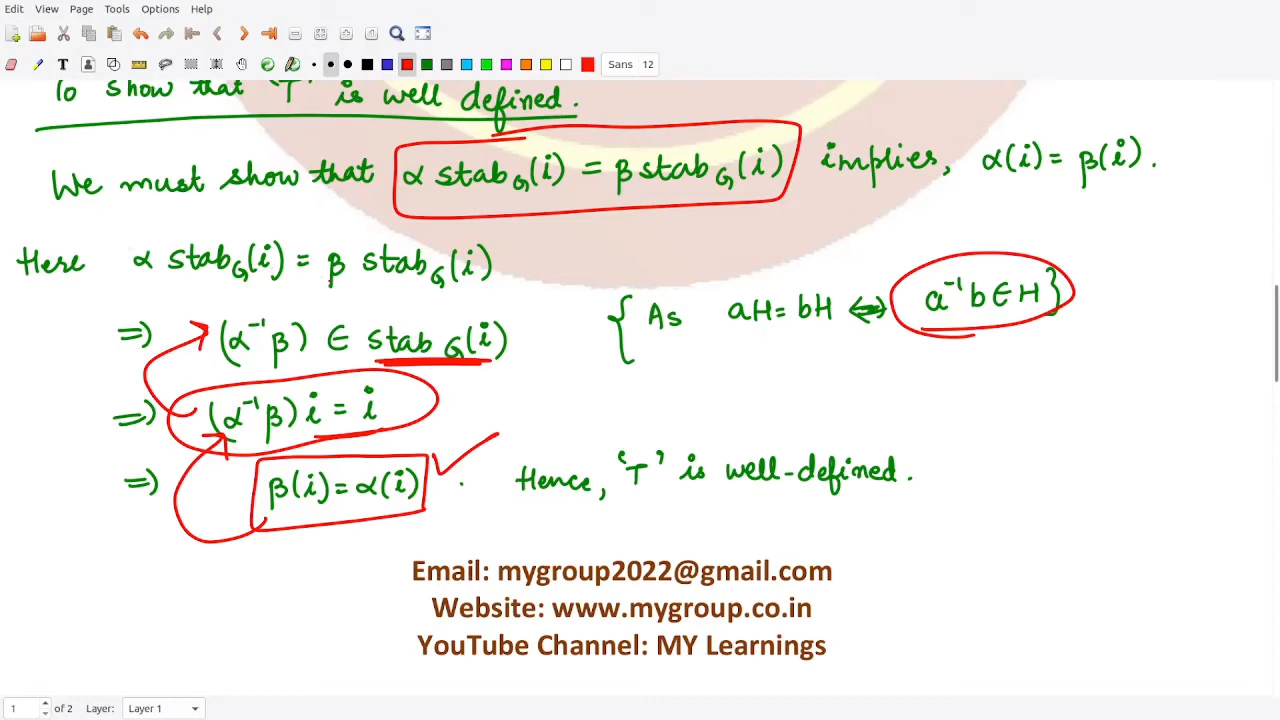 Edit View Page Tools Options Help
Sans 12
To show that 'T' is well defined.
We must show that α stab_G(i) = β stab_G(i) implies, α(i) = β(i).
Here α stab_G(i) = β stab_G(i)
⇒ (α⁻¹β) ∈ stab_G(i) { As aH = bH ⇔ a⁻¹b ∈ H }
⇒ (α⁻¹β) i = i
⇒ β(i) = α(i). Hence, 'T' is well-defined.
Email: mygroup2022@gmail.com
Website: www.mygroup.co.in
YouTube Channel: MY Learnings
1 of 2 Layer: Layer 1